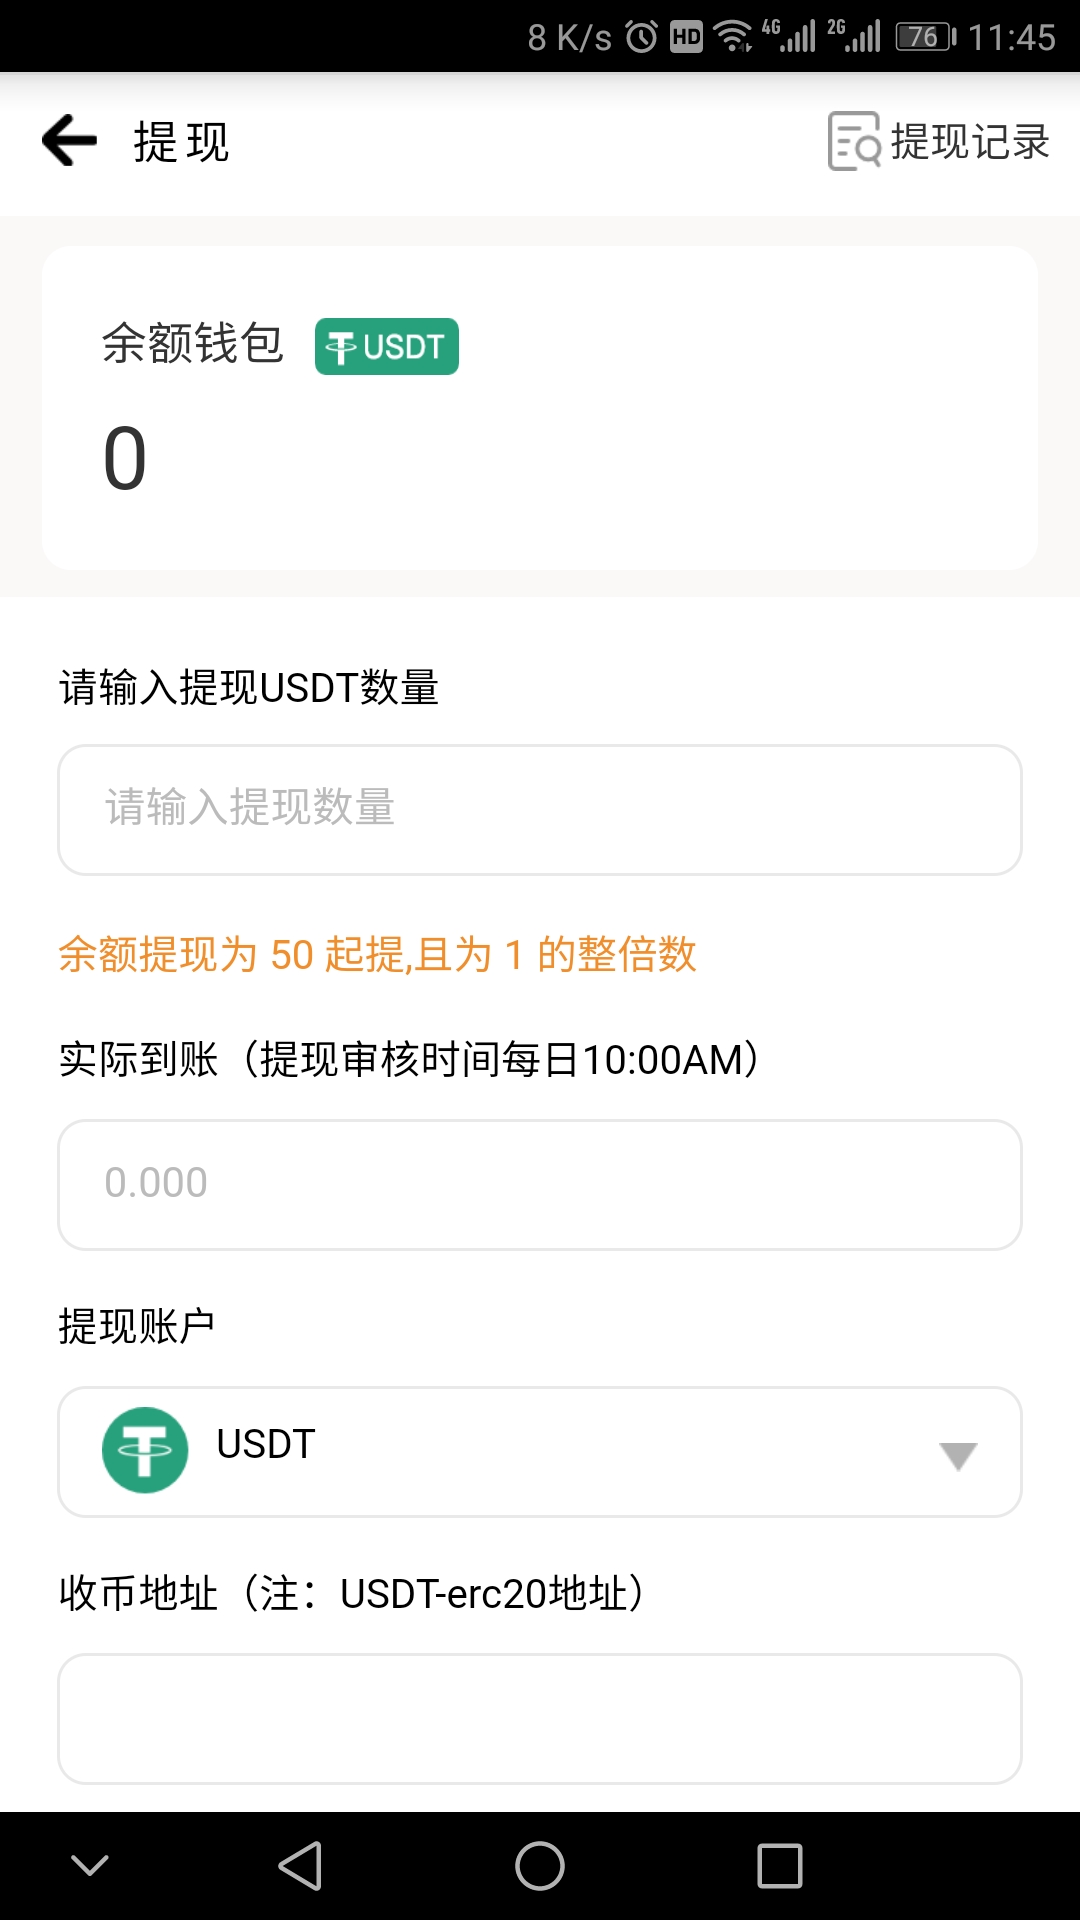 8 K/s HD 4G 2G 76 11:45
提现
提现记录
余额钱包 USDT
0
请输入提现USDT数量
请输入提现数量
余额提现为 50 起提,且为 1 的整倍数
实际到账（提现审核时间每日10:00AM）
0.000
提现账户
USDT
收币地址（注：USDT-erc20地址）